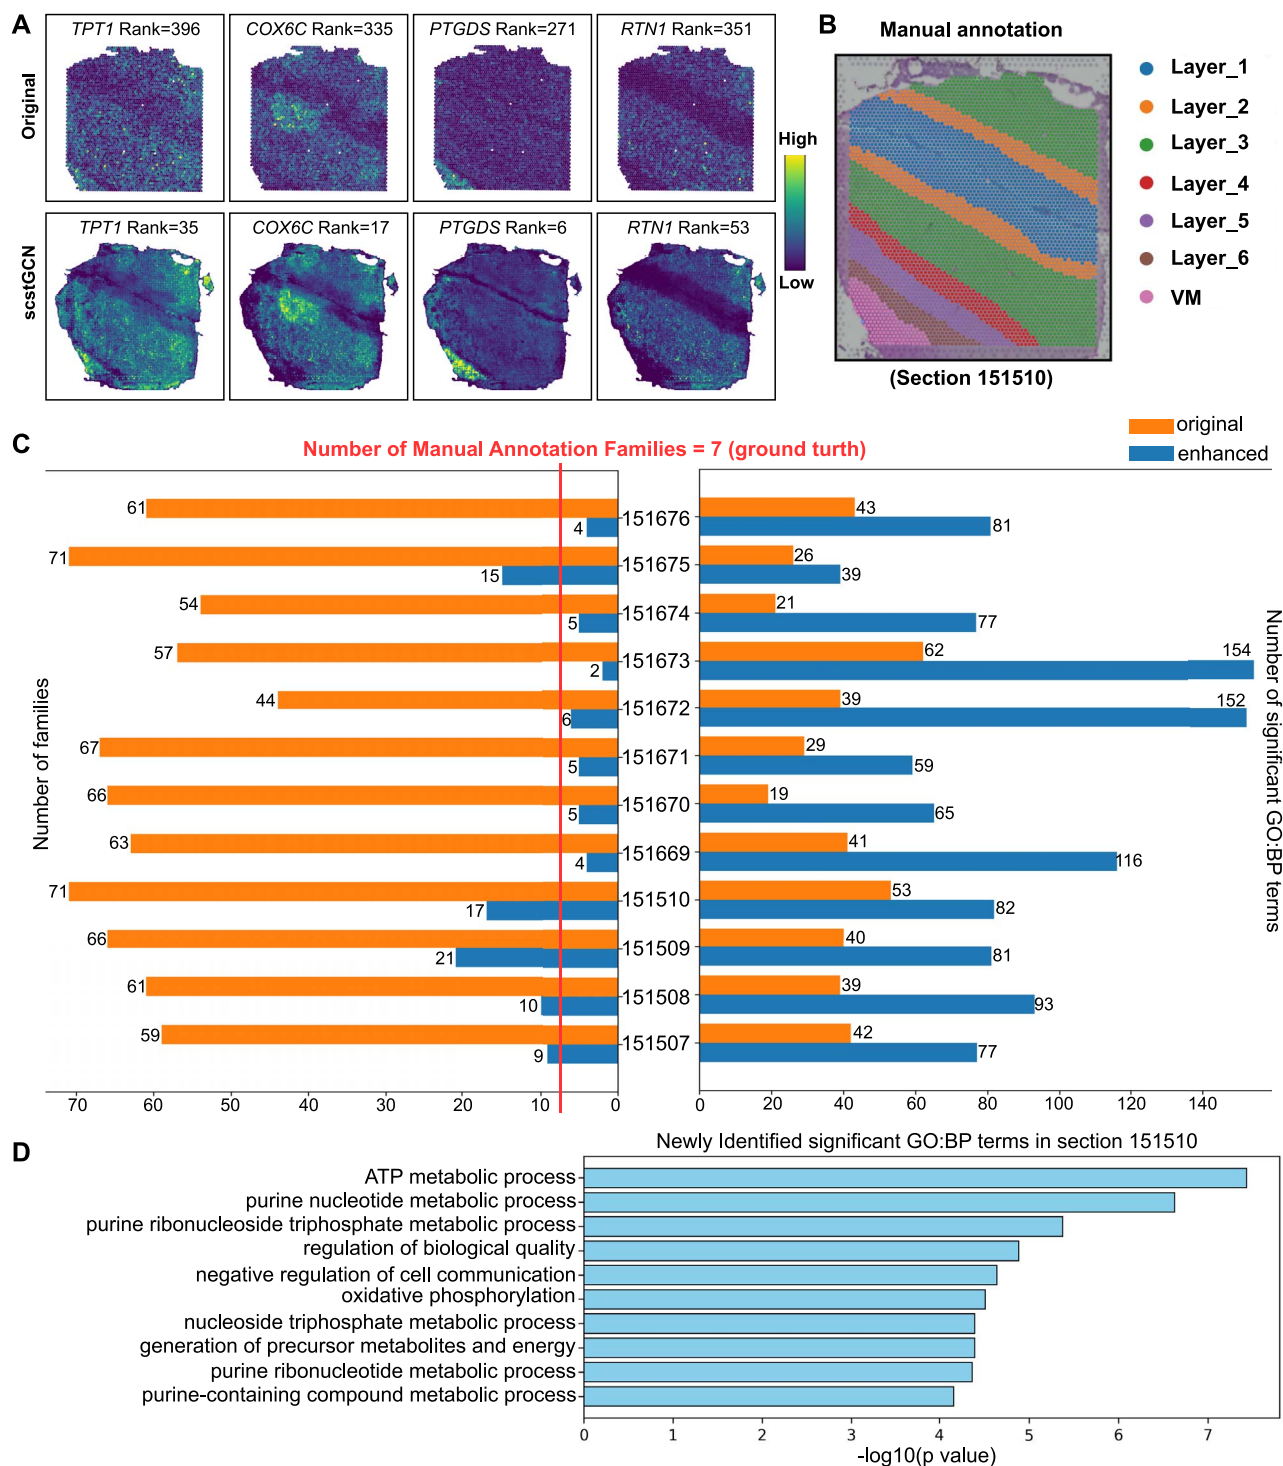 A
TPT1 Rank=396
COX6C Rank=335
PTGDS Rank=271
RTN1 Rank=351
Original
High
Low
TPT1 Rank=35
COX6C Rank=17
PTGDS Rank=6
RTN1 Rank=53
scstGCN
B
Manual annotation
Layer_1
Layer_2
Layer_3
Layer_4
Layer_5
Layer_6
VM
(Section 151510)
C
Number of Manual Annotation Families = 7 (ground turth)
original
enhanced
Number of families
61 4 151676 43 81
71 15 151675 26 39
54 5 151674 21 77
57 2 151673 62 154
44 6 151672 39 152
67 5 151671 29 59
66 5 151670 19 65
63 4 151669 41 116
71 17 151510 53 82
66 21 151509 40 81
61 10 151508 39 93
59 9 151507 42 77
Number of significant GO:BP terms
70 60 50 40 30 20 10 0
0 20 40 60 80 100 120 140
D
Newly Identified significant GO:BP terms in section 151510
ATP metabolic process
purine nucleotide metabolic process
purine ribonucleoside triphosphate metabolic process
regulation of biological quality
negative regulation of cell communication
oxidative phosphorylation
nucleoside triphosphate metabolic process
generation of precursor metabolites and energy
purine ribonucleotide metabolic process
purine-containing compound metabolic process
0 1 2 3 4 5 6 7
-log10(p value)